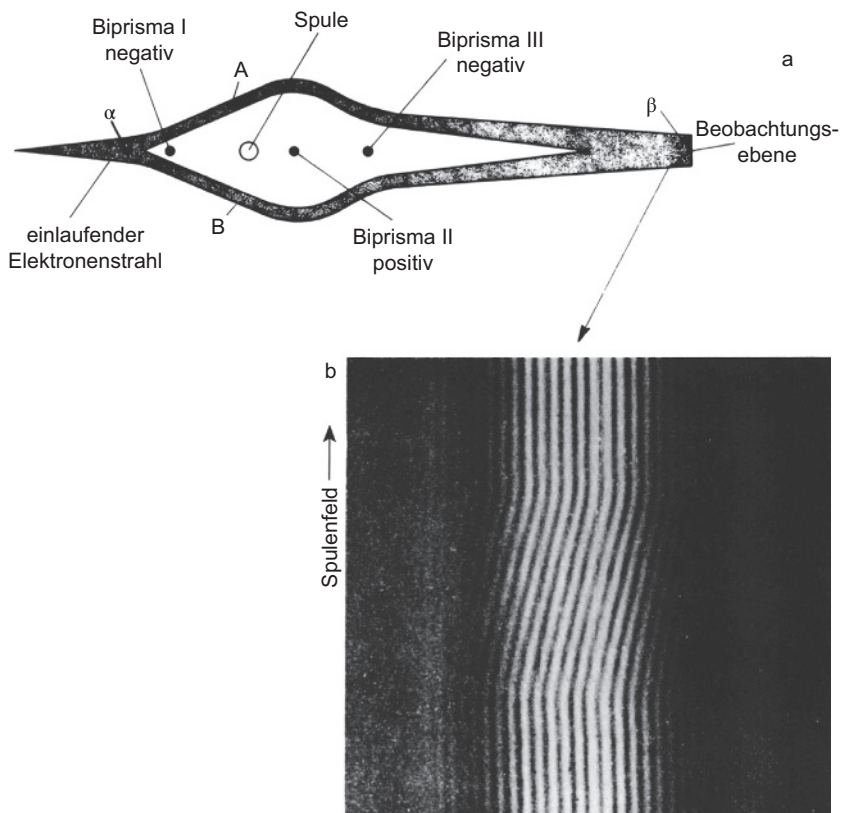 Spule
Biprisma I
negativ
A
Biprisma III
negativ
a
α
β
Beobachtungs-
ebene
einlaufender
Elektronenstrahl
B
Biprisma II
positiv
b
Spulenfeld